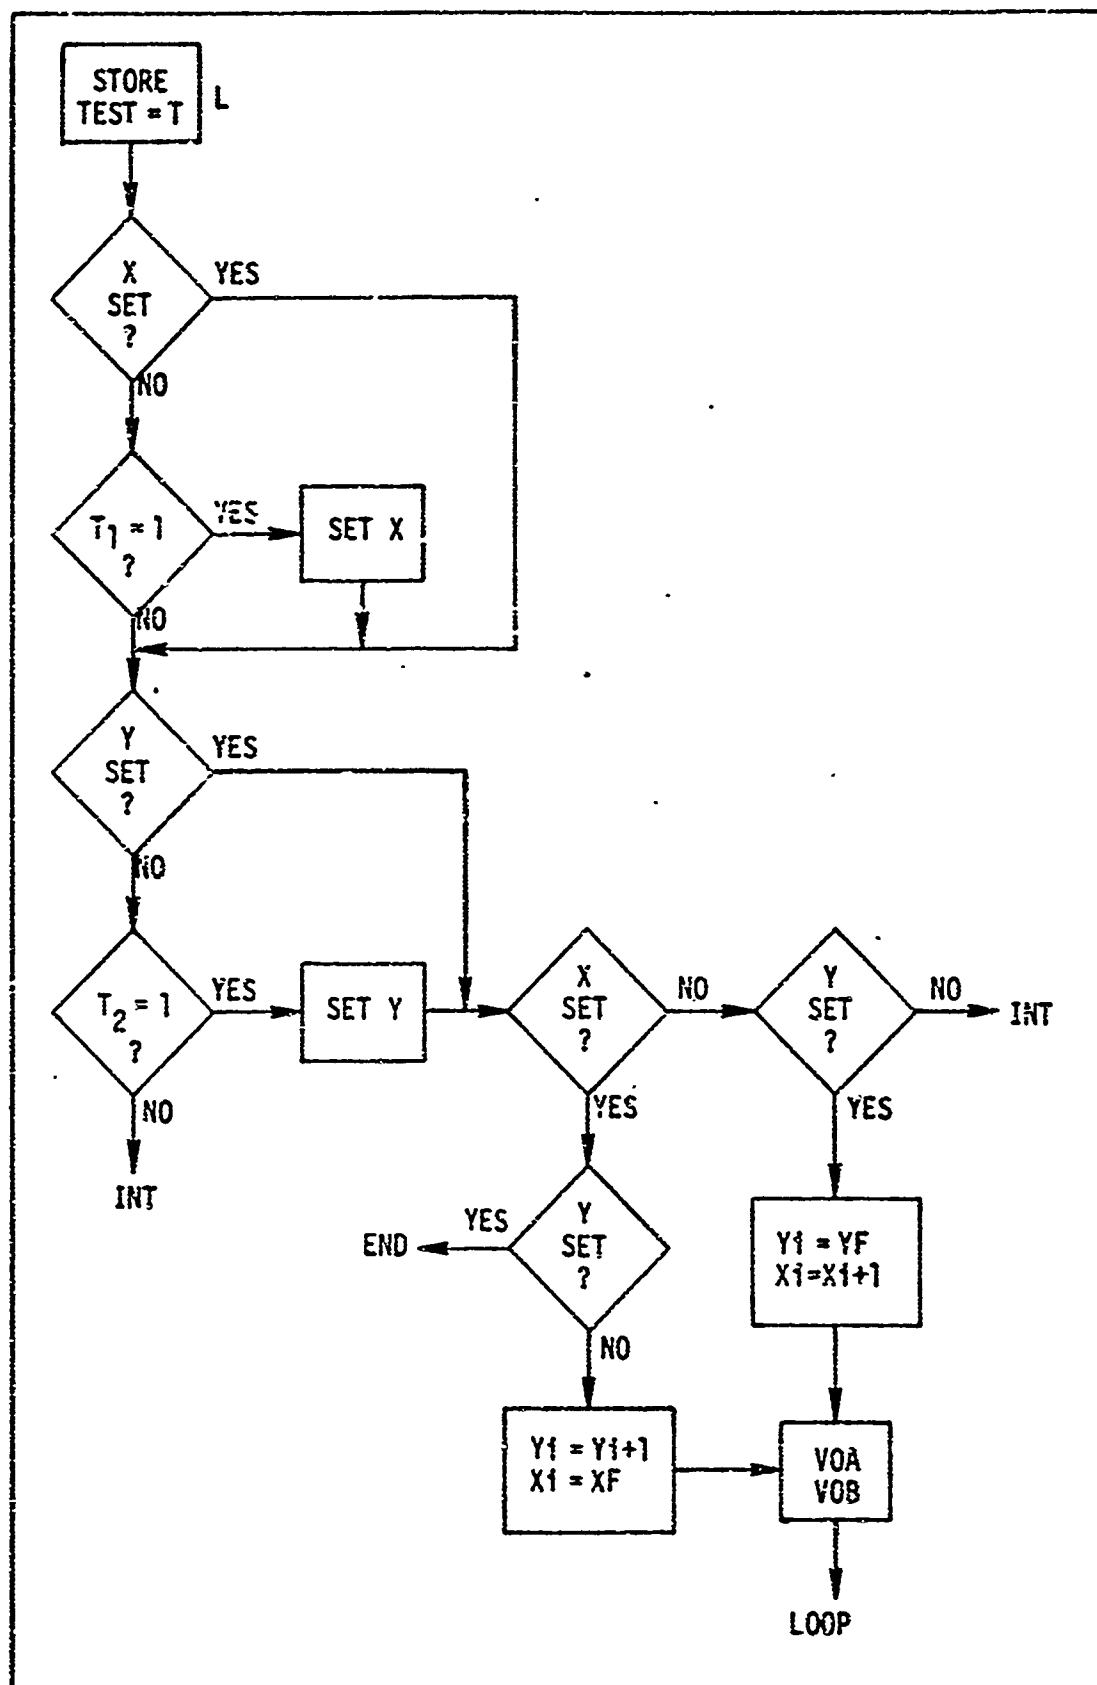 STORE
TEST = T
L
X
SET
?
YES
NO
T1 = 1
?
YES
SET X
NO
Y
SET
?
YES
NO
T2 = 1
?
YES
SET Y
NO
INT
X
SET
?
NO
YES
Y
SET
?
NO
INT
YES
Y
SET
?
YES
END
NO
Yi = YF
Xi=Xi+1
Yi = Yi+1
Xi = XF
VOA
VOB
LOOP